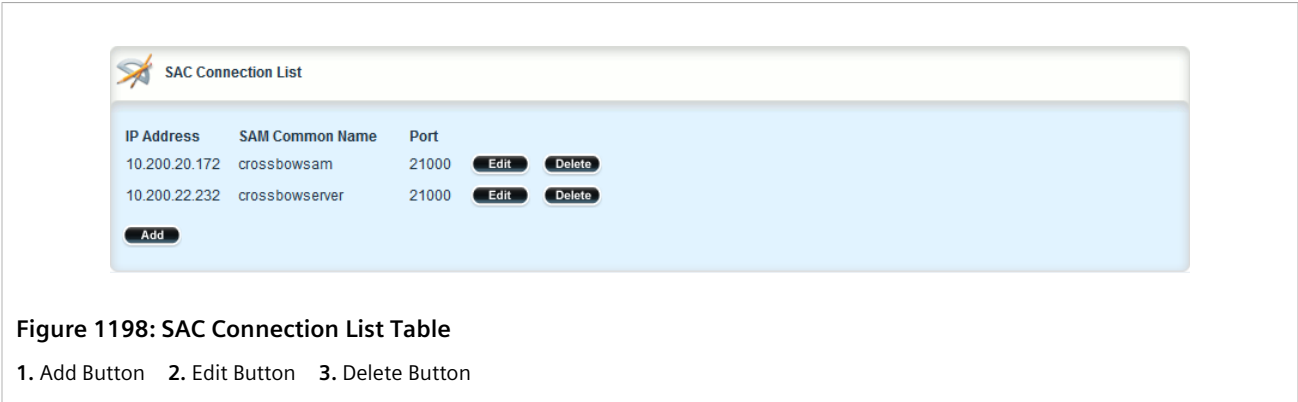 SAC Connection List
IP Address SAM Common Name Port
10.200.20.172 crossbowsam 21000 Edit Delete
10.200.22.232 crossbowserver 21000 Edit Delete
Add
Figure 1198: SAC Connection List Table
1. Add Button 2. Edit Button 3. Delete Button